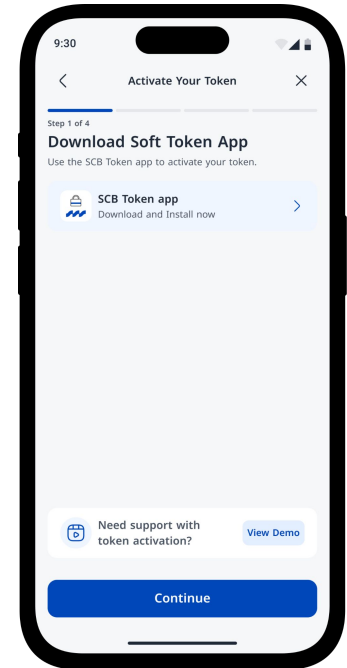 9:30
Activate Your Token
Step 1 of 4
Download Soft Token App
Use the SCB Token app to activate your token.
SCB Token app
Download and Install now
Need support with
token activation?
View Demo
Continue